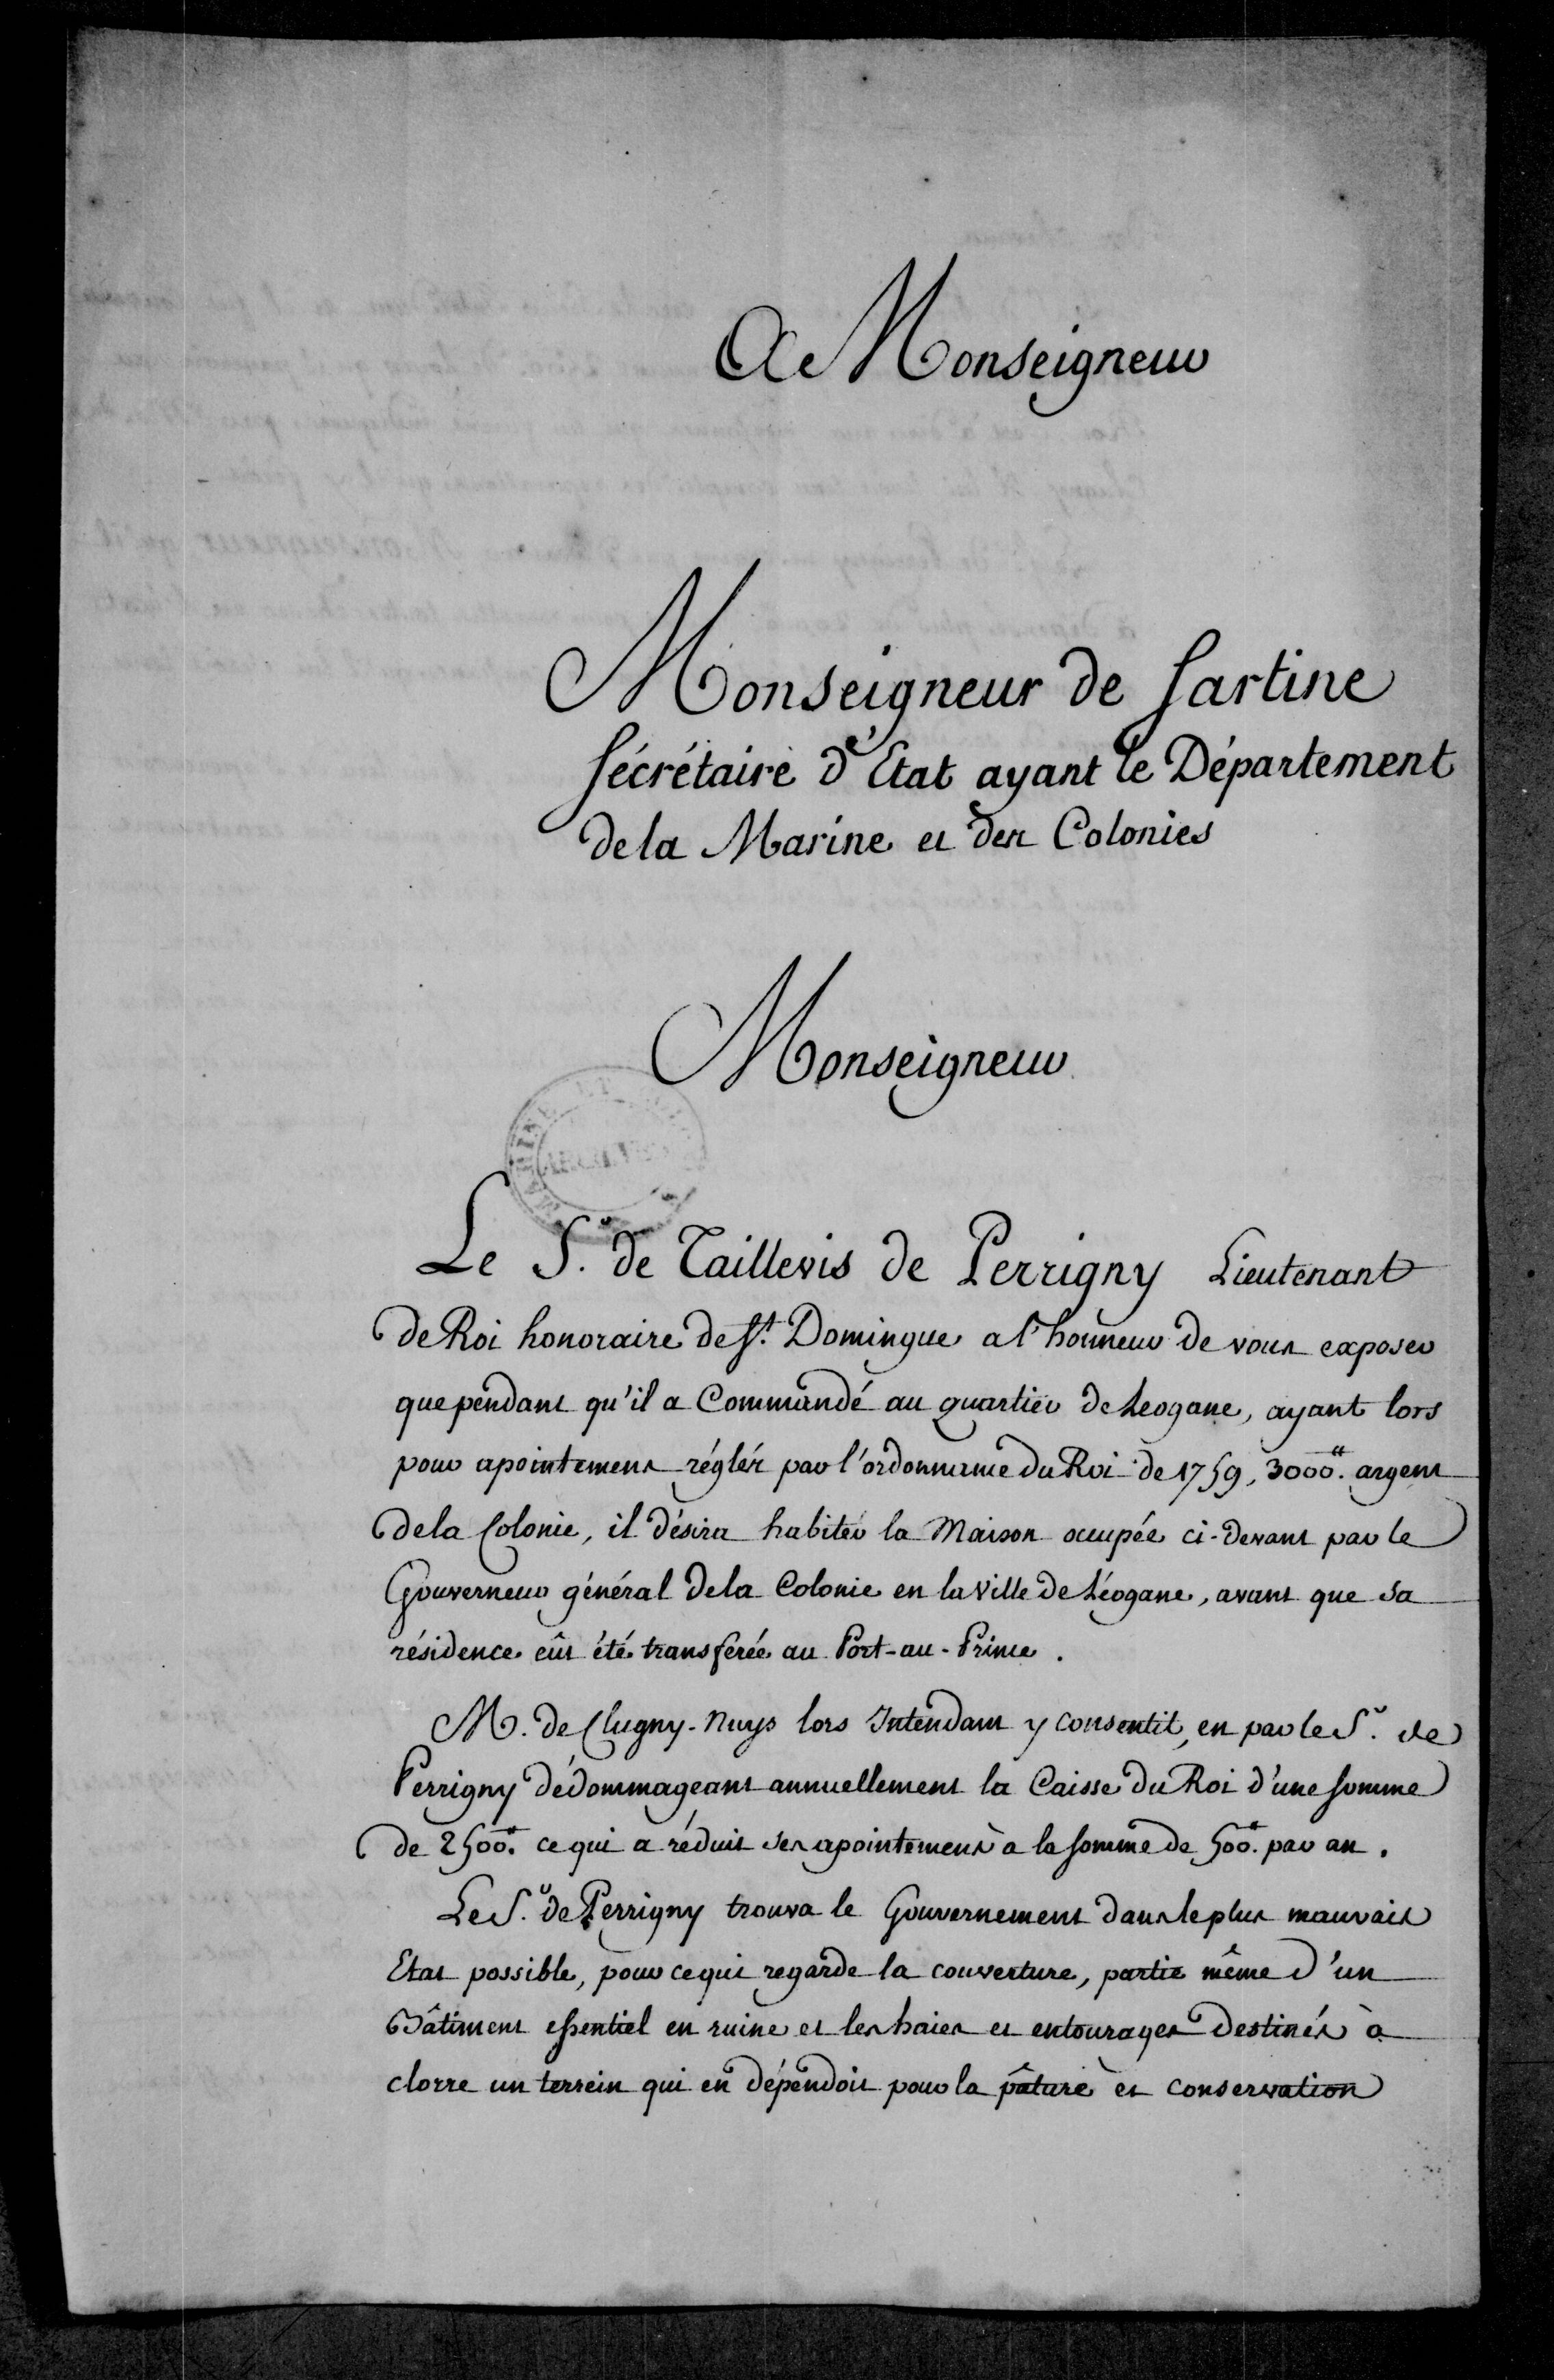 A Monseigneur
Monseigneur de Sartine
Sécrétaire d'Etat ayant le Département
de la Marine et des Colonies
Monseigneur
ARCHIVES
Le S.r de Taillevis de Perrigny Lieutenant
de Roi honoraire de St. Domingue a l'honneur de vous exposer
que pendant qu'il a Commandé au quartier de Leogane, ayant lors
pour apointemens réglés par l'ordonnance du Roi de 1759, 3000.tt argent
de la Colonie, il désira habiter la Maison occupée ci-devant par le
Gouverneur général de la Colonie en la Ville de Léogane, avant que sa
résidence eût été transferée au Port-au-Prince.
M. de Clugny-Nuys lors Intendant y consentit, en par le S.r de
Perrigny dédommageant annuellement la Caisse du Roi d'une somme
de 2500.tt ce qui a réduit ses apointemens à la somme de 500.tt par an.
Le S.r de Perrigny trouva le Gouvernement dans le plus mauvais
Etat possible, pour ce qui regarde la couverture, partie même d'un
Bâtiment essentiel en ruine et les haies et entourages destinés à
clorre un terrein qui en dépendoit pour la pâture et conservation